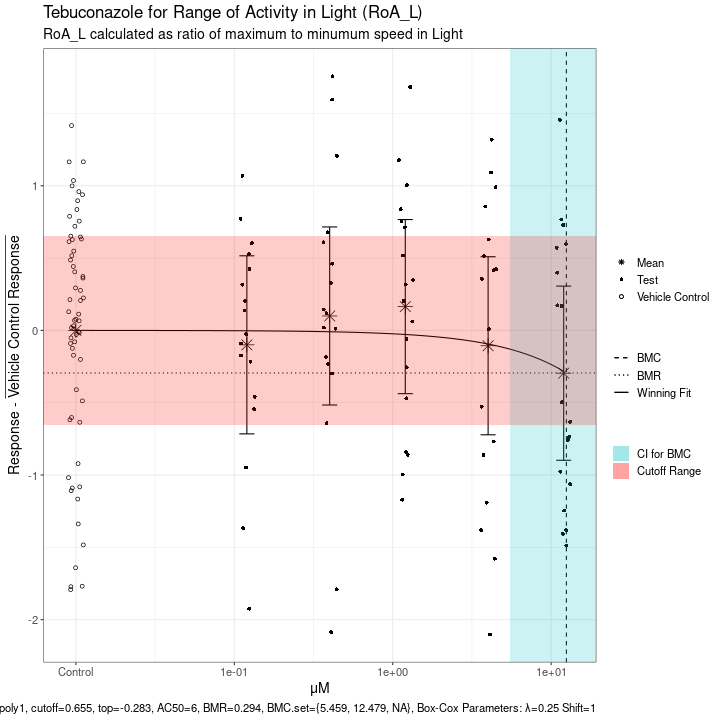 Tebuconazole for Range of Activity in Light (RoA_L)
RoA_L calculated as ratio of maximum to minumum speed in Light
Response - Vehicle Control Response
1
0
-1
-2
Control
1e-01
1e+00
1e+01
μM
Mean
Test
Vehicle Control
BMC
BMR
Winning Fit
CI for BMC
Cutoff Range
poly1, cutoff=0.655, top=-0.283, AC50=6, BMR=0.294, BMC.set={5.459, 12.479, NA}, Box-Cox Parameters: λ=0.25 Shift=1